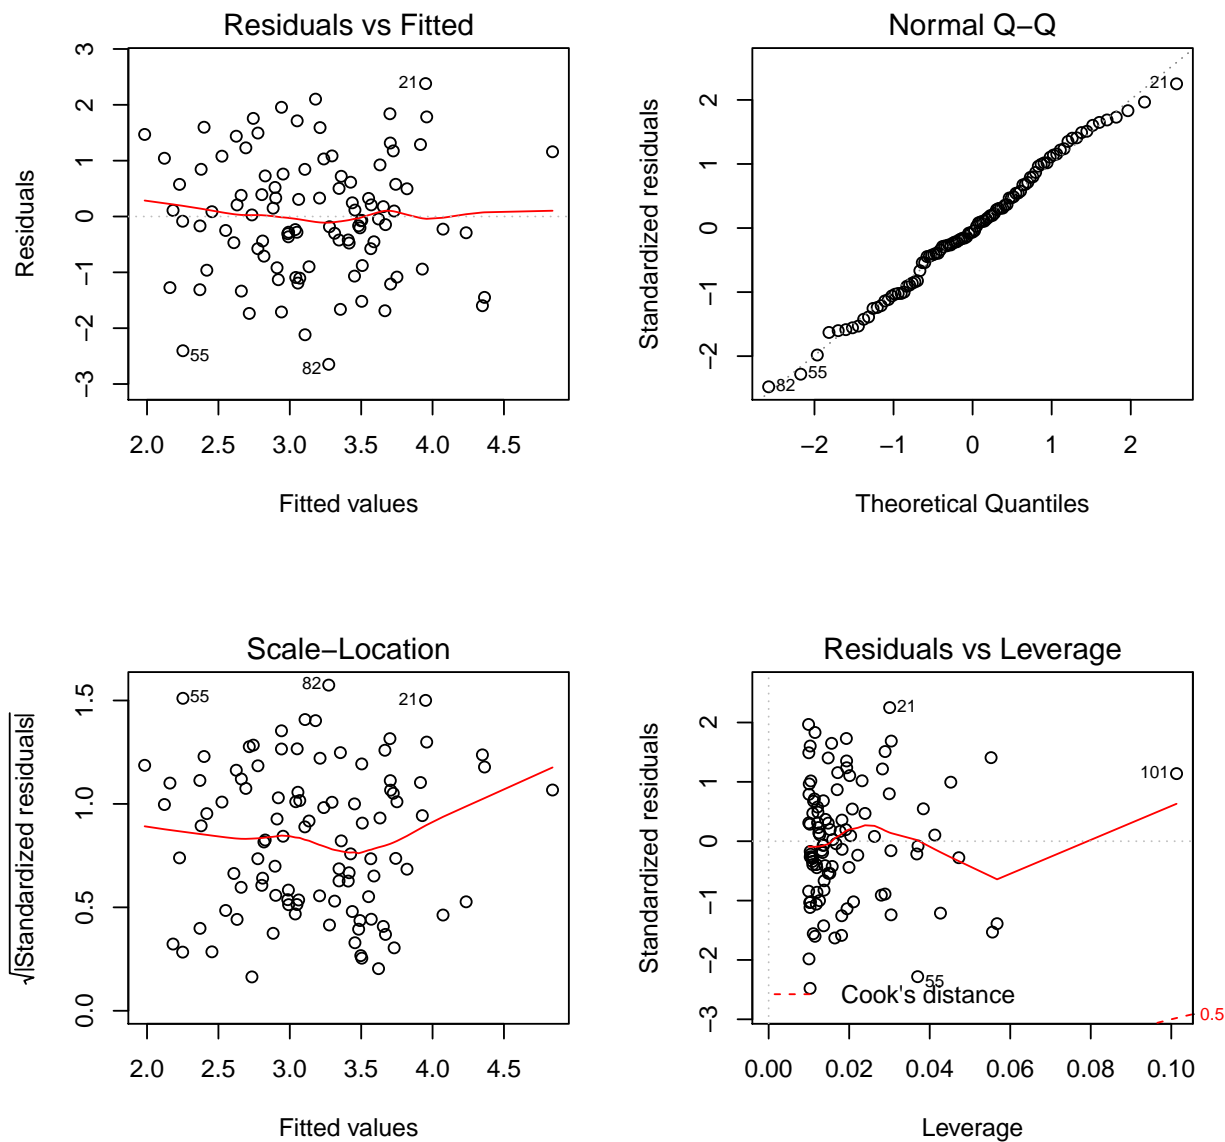 Residuals vs Fitted
Residuals
3
2
1
0
−1
−2
−3
21
55
82
2.0 2.5 3.0 3.5 4.0 4.5
Fitted values
Normal Q−Q
Standardized residuals
2
1
0
−1
−2
21
82
55
−2 −1 0 1 2
Theoretical Quantiles
Scale−Location
√|Standardized residuals|
1.5
1.0
0.5
0.0
55
82
21
2.0 2.5 3.0 3.5 4.0 4.5
Fitted values
Residuals vs Leverage
Standardized residuals
2
1
0
−1
−2
−3
21
101
55
Cook's distance
0.5
0.00 0.02 0.04 0.06 0.08 0.10
Leverage